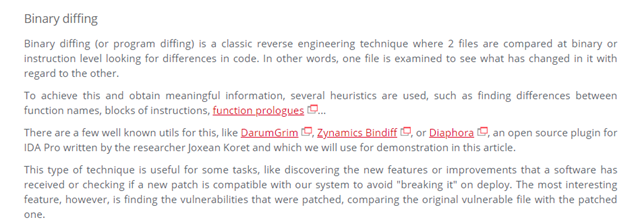 Binary diffing
Binary diffing (or program diffing) is a classic reverse engineering technique where 2 files are compared at binary or
instruction level looking for differences in code. In other words, one file is examined to see what has changed in it with
regard to the other.
To achieve this and obtain meaningful information, several heuristics are used, such as finding differences between
function names, blocks of instructions, function prologues ...
There are a few well known utils for this, like DarumGrim , Zynamics Bindiff , or Diaphora , an open source plugin for
IDA Pro written by the researcher Joxean Koret and which we will use for demonstration in this article.
This type of technique is useful for some tasks, like discovering the new features or improvements that a software has
received or checking if a new patch is compatible with our system to avoid "breaking it" on deploy. The most interesting
feature, however, is finding the vulnerabilities that were patched, comparing the original vulnerable file with the patched
one.